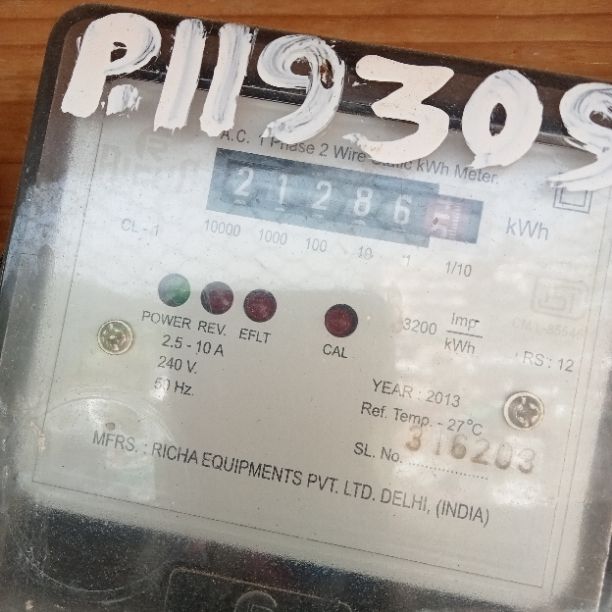 P.119309
A.C. 1 Phase 2 Wire Static kWh Meter.
2 1 2 8 6 5 kWh
CL - 1 10000 1000 100 10 1 1/10
POWER REV. EFLT CAL
3200 Imp/kWh
2.5 - 10 A
240 V.
50 Hz.
RS : 12
YEAR : 2013
Ref. Temp. - 27°C
SL. No. 316203
MFRS. : RICHA EQUIPMENTS PVT. LTD. DELHI, (INDIA)